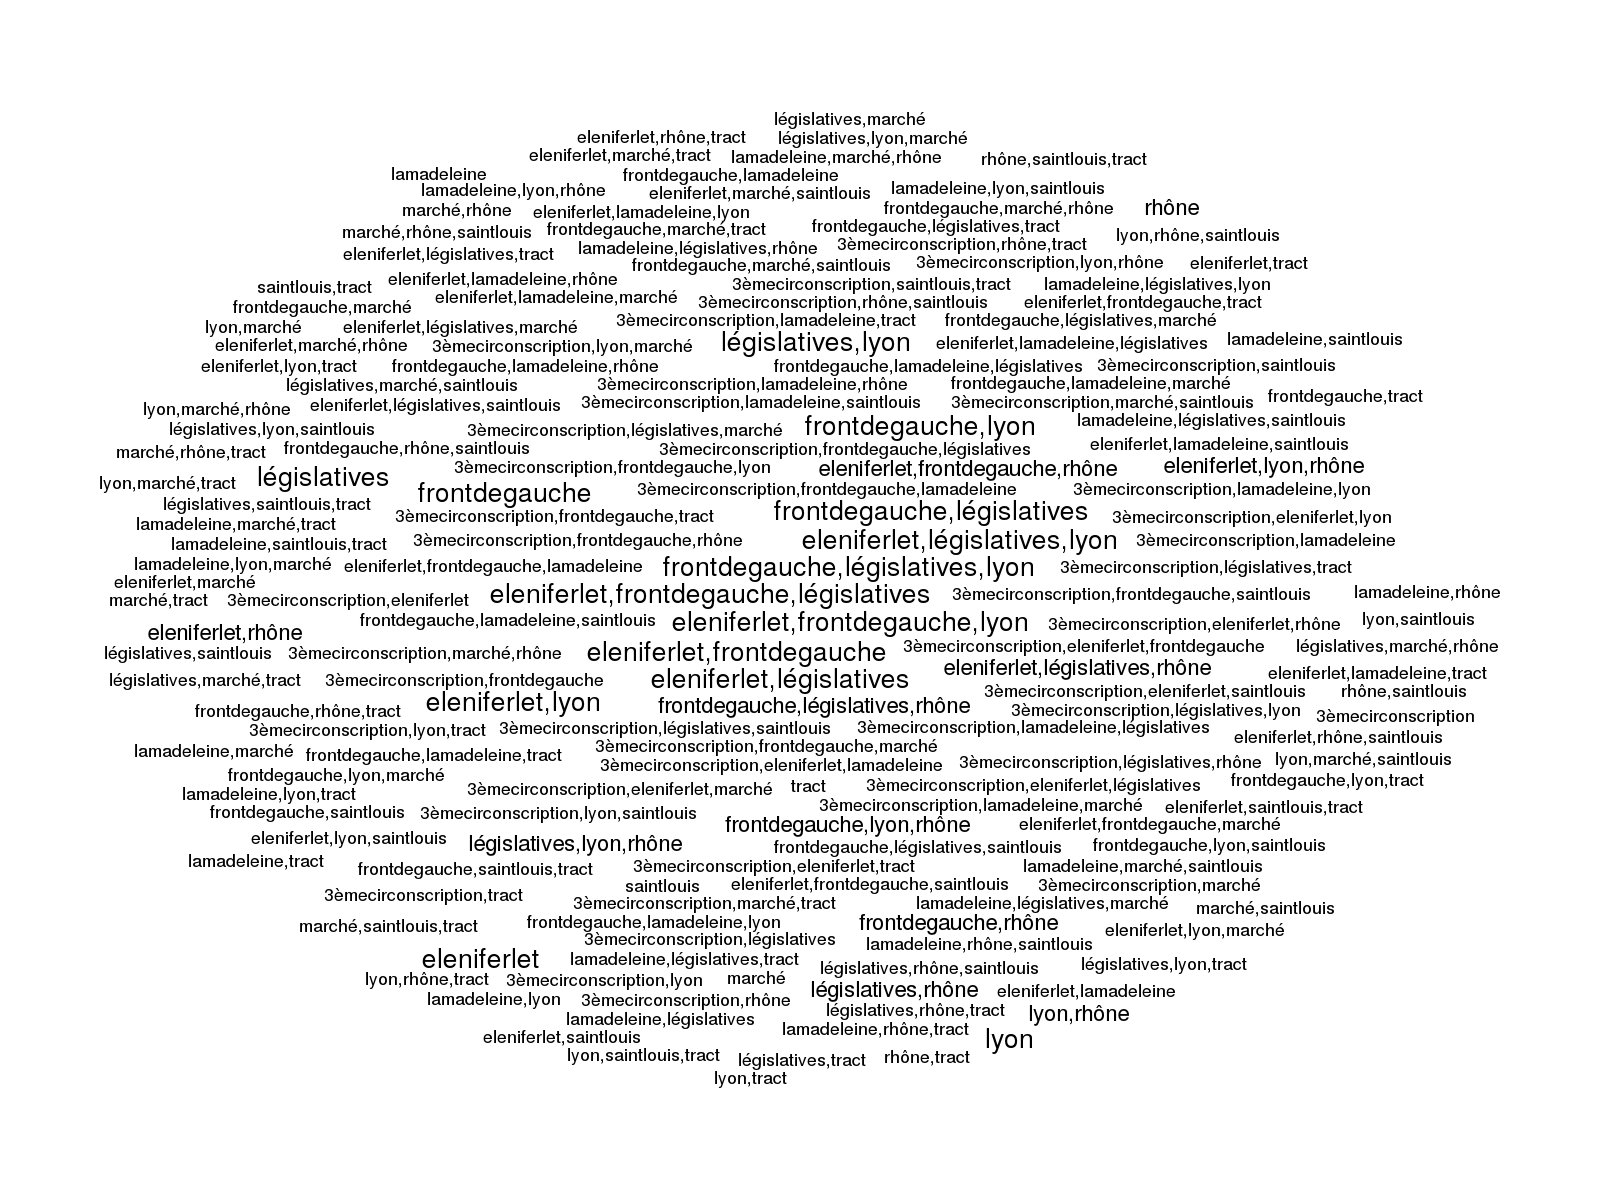 législatives,marché
eleniferlet,rhône,tract législatives,lyon,marché
eleniferlet,marché,tract lamadeleine,marché,rhône rhône,saintlouis,tract
lamadeleine frontdegauche,lamadeleine
lamadeleine,lyon,rhône eleniferlet,marché,saintlouis lamadeleine,lyon,saintlouis
marché,rhône eleniferlet,lamadeleine,lyon frontdegauche,marché,rhône rhône
marché,rhône,saintlouis frontdegauche,marché,tract frontdegauche,législatives,tract lyon,rhône,saintlouis
eleniferlet,législatives,tract lamadeleine,législatives,rhône 3èmecirconscription,rhône,tract
frontdegauche,marché,saintlouis 3èmecirconscription,lyon,rhône eleniferlet,tract
saintlouis,tract eleniferlet,lamadeleine,rhône 3èmecirconscription,saintlouis,tract lamadeleine,législatives,lyon
frontdegauche,marché eleniferlet,lamadeleine,marché 3èmecirconscription,rhône,saintlouis eleniferlet,frontdegauche,tract
lyon,marché eleniferlet,législatives,marché 3èmecirconscription,lamadeleine,tract frontdegauche,législatives,marché
eleniferlet,marché,rhône 3èmecirconscription,lyon,marché législatives,lyon eleniferlet,lamadeleine,législatives lamadeleine,saintlouis
eleniferlet,lyon,tract frontdegauche,lamadeleine,rhône frontdegauche,lamadeleine,législatives 3èmecirconscription,saintlouis
législatives,marché,saintlouis 3èmecirconscription,lamadeleine,rhône frontdegauche,lamadeleine,marché
lyon,marché,rhône eleniferlet,législatives,saintlouis 3èmecirconscription,lamadeleine,saintlouis 3èmecirconscription,marché,saintlouis frontdegauche,tract
législatives,lyon,saintlouis 3èmecirconscription,législatives,marché frontdegauche,lyon lamadeleine,législatives,saintlouis
marché,rhône,tract frontdegauche,rhône,saintlouis 3èmecirconscription,frontdegauche,législatives eleniferlet,lamadeleine,saintlouis
lyon,marché,tract législatives 3èmecirconscription,frontdegauche,lyon eleniferlet,frontdegauche,rhône eleniferlet,lyon,rhône
législatives,saintlouis,tract frontdegauche 3èmecirconscription,frontdegauche,lamadeleine 3èmecirconscription,lamadeleine,lyon
lamadeleine,marché,tract 3èmecirconscription,frontdegauche,tract frontdegauche,législatives 3èmecirconscription,eleniferlet,lyon
lamadeleine,saintlouis,tract 3èmecirconscription,frontdegauche,rhône eleniferlet,législatives,lyon 3èmecirconscription,lamadeleine
lamadeleine,lyon,marché eleniferlet,frontdegauche,lamadeleine frontdegauche,législatives,lyon 3èmecirconscription,législatives,tract
eleniferlet,marché
marché,tract 3èmecirconscription,eleniferlet eleniferlet,frontdegauche,législatives 3èmecirconscription,frontdegauche,saintlouis lamadeleine,rhône
eleniferlet,rhône frontdegauche,lamadeleine,saintlouis eleniferlet,frontdegauche,lyon 3èmecirconscription,eleniferlet,rhône lyon,saintlouis
législatives,saintlouis 3èmecirconscription,marché,rhône eleniferlet,frontdegauche 3èmecirconscription,eleniferlet,frontdegauche législatives,marché,rhône
législatives,marché,tract 3èmecirconscription,frontdegauche eleniferlet,législatives eleniferlet,législatives,rhône eleniferlet,lamadeleine,tract
frontdegauche,rhône,tract eleniferlet,lyon frontdegauche,législatives,rhône 3èmecirconscription,eleniferlet,saintlouis rhône,saintlouis
3èmecirconscription,législatives,lyon 3èmecirconscription
3èmecirconscription,lyon,tract 3èmecirconscription,législatives,saintlouis 3èmecirconscription,lamadeleine,législatives eleniferlet,rhône,saintlouis
lamadeleine,marché frontdegauche,lamadeleine,tract 3èmecirconscription,frontdegauche,marché
3èmecirconscription,eleniferlet,lamadeleine 3èmecirconscription,législatives,rhône lyon,marché,saintlouis
frontdegauche,lyon,marché 3èmecirconscription,eleniferlet,marché tract 3èmecirconscription,eleniferlet,législatives frontdegauche,lyon,tract
lamadeleine,lyon,tract
frontdegauche,saintlouis 3èmecirconscription,lyon,saintlouis 3èmecirconscription,lamadeleine,marché eleniferlet,saintlouis,tract
eleniferlet,lyon,saintlouis législatives,lyon,rhône frontdegauche,lyon,rhône eleniferlet,frontdegauche,marché
frontdegauche,législatives,saintlouis frontdegauche,lyon,saintlouis
lamadeleine,tract frontdegauche,saintlouis,tract 3èmecirconscription,eleniferlet,tract lamadeleine,marché,saintlouis
3èmecirconscription,tract saintlouis eleniferlet,frontdegauche,saintlouis 3èmecirconscription,marché
3èmecirconscription,marché,tract lamadeleine,législatives,marché marché,saintlouis
marché,saintlouis,tract frontdegauche,lamadeleine,lyon frontdegauche,rhône eleniferlet,lyon,marché
3èmecirconscription,législatives lamadeleine,rhône,saintlouis
eleniferlet lamadeleine,législatives,tract législatives,rhône,saintlouis législatives,lyon,tract
lyon,rhône,tract 3èmecirconscription,lyon marché législatives,rhône eleniferlet,lamadeleine
lamadeleine,lyon 3èmecirconscription,rhône législatives,rhône,tract lyon,rhône
lamadeleine,législatives lamadeleine,rhône,tract
eleniferlet,saintlouis lyon
lyon,saintlouis,tract législatives,tract rhône,tract
lyon,tract